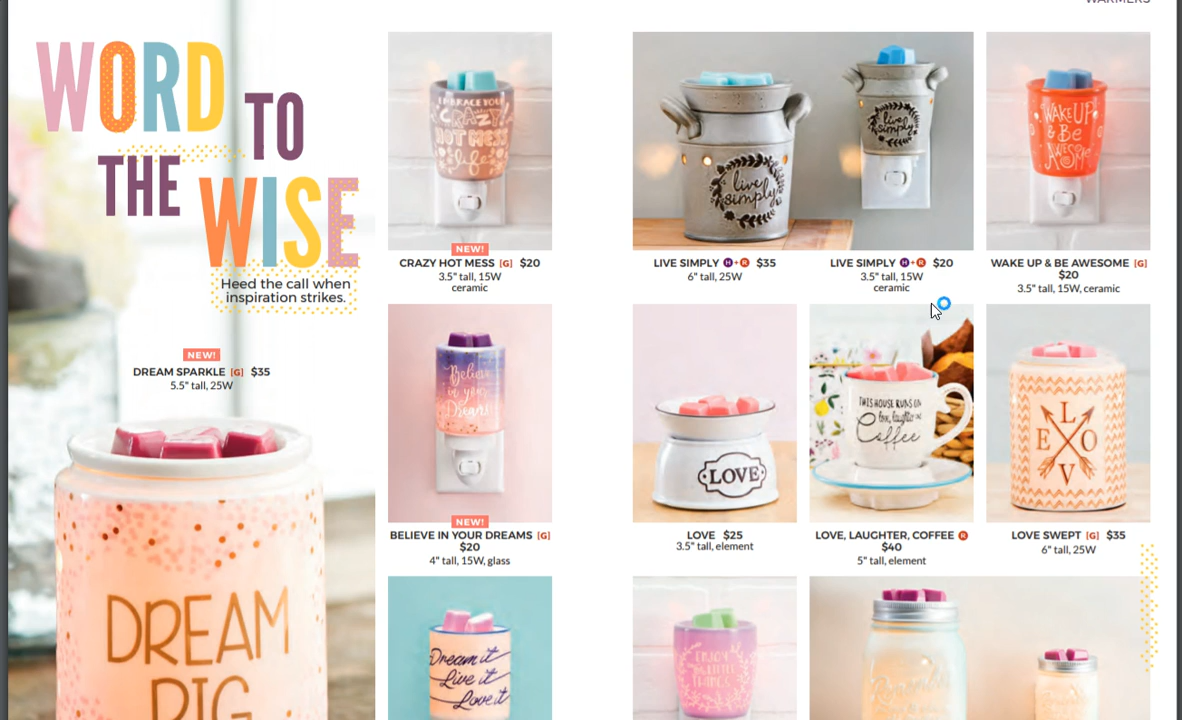 WARMERS
WORD
TO
THE
WISE
Heed the call when
inspiration strikes.
NEW!
DREAM SPARKLE [G] $35
5.5" tall, 25W
DREAM
BIG
EMBRACE YOUR
CRAZY
HOT MESS
life
NEW!
CRAZY HOT MESS [G] $20
3.5" tall, 15W
ceramic
Believe
in your
Dreams
NEW!
BELIEVE IN YOUR DREAMS [G]
$20
4" tall, 15W, glass
Dream it
Live it
Love it
live
simply
LIVE SIMPLY H+R $35
6" tall, 25W
live
simply
LIVE SIMPLY H+R $20
3.5" tall, 15W
ceramic
WAKE UP
& Be
AWESOME
WAKE UP & BE AWESOME [G]
$20
3.5" tall, 15W, ceramic
LOVE
LOVE $25
3.5" tall, element
THIS HOUSE RUNS ON
love, laughter &
Coffee
LOVE, LAUGHTER, COFFEE R
$40
5" tall, element
L
E O
V
LOVE SWEPT [G] $35
6" tall, 25W
ENJOY
the LITTLE
THINGS